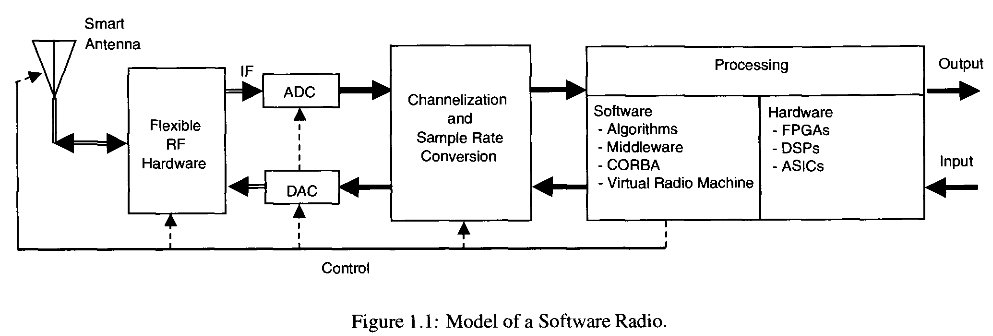 Smart
Antenna
IF
Flexible
RF
Hardware
ADC
DAC
Channelization
and
Sample Rate
Conversion
Processing
Software
- Algorithms
- Middleware
- CORBA
- Virtual Radio Machine
Hardware
- FPGAs
- DSPs
- ASICs
Output
Input
Control
Figure 1.1: Model of a Software Radio.